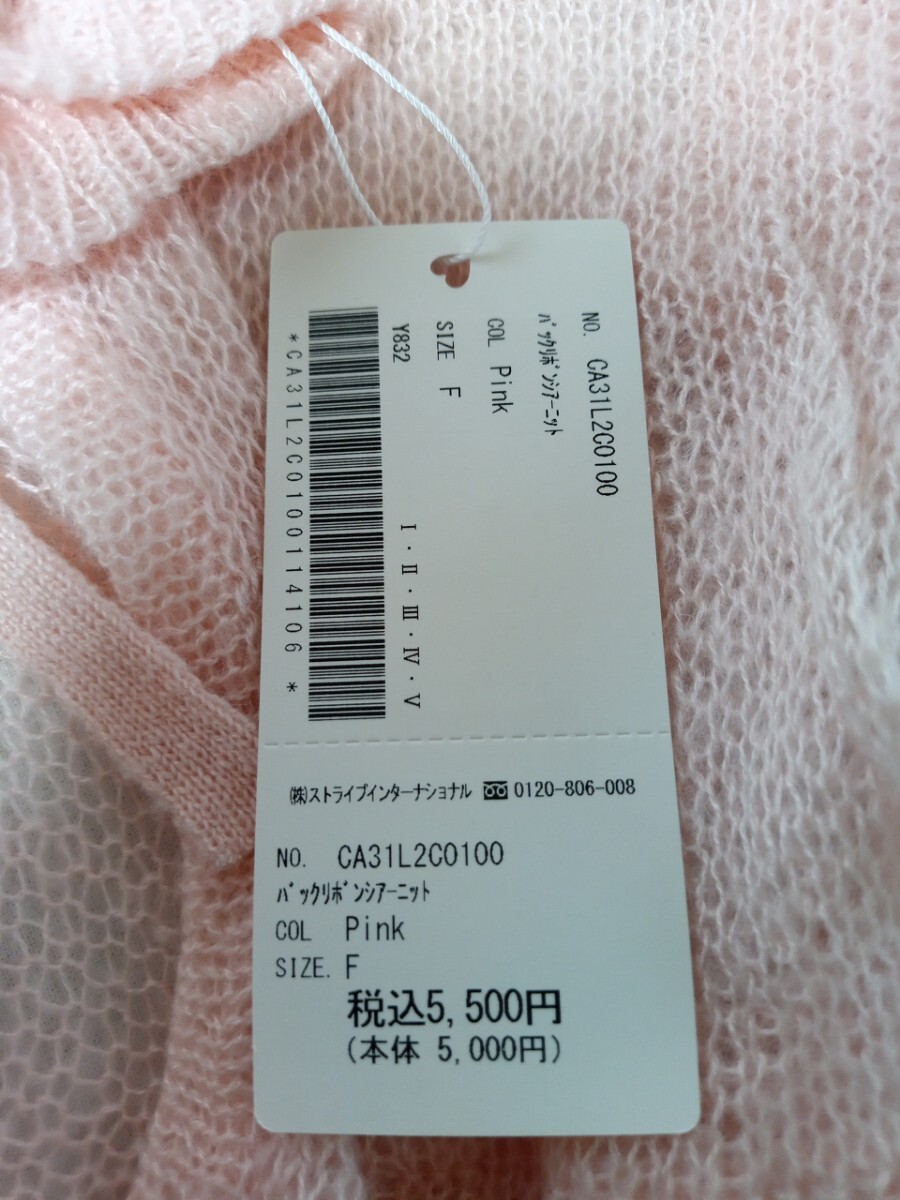 NO. CA31L2C0100
ﾊﾞｯｸﾘﾎﾞﾝｼｱｰﾆｯﾄ
COL Pink
SIZE F
Y832
Ⅰ・Ⅱ・Ⅲ・Ⅳ・Ⅴ
*CA31L2C0100114106*
㈱ストライプインターナショナル 0120-806-008
NO. CA31L2C0100
ﾊﾞｯｸﾘﾎﾞﾝｼｱｰﾆｯﾄ
COL Pink
SIZE. F
税込5,500円
(本体 5,000円)